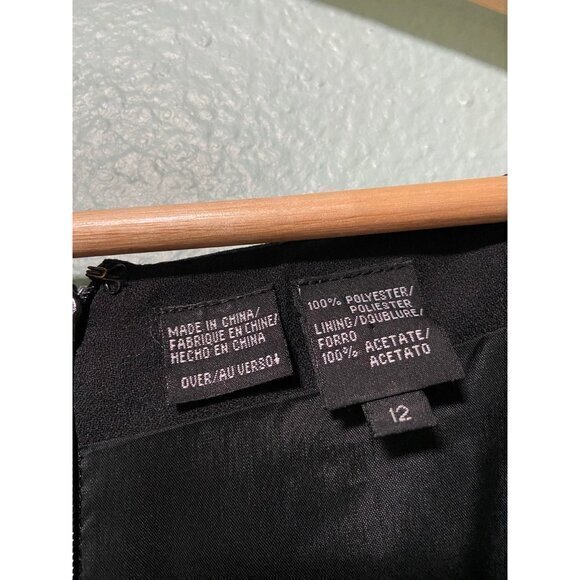 MADE IN CHINA/
FABRIQUE EN CHINE/
HECHO EN CHINA
OVER/AU VERSO↓
100% POLYESTER/
POLIESTER
LINING/DOUBLURE/
FORRO
100% ACETATE/
ACETATO
12